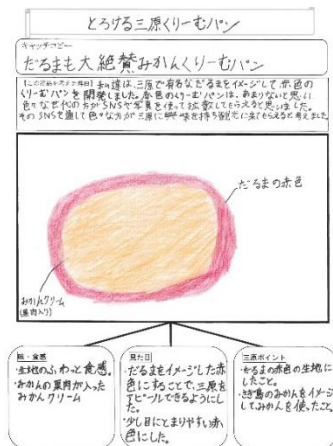 とろける三原くりーむパン
キャッチコピー
だるまも大絶賛みかんくりーむパン
私達は、三原で有名なだるまをイメージして、赤色の
くりーむパンを開発しました。赤色のくりーむパンは、あまりないと思い
色々な世代の方がSNSで写真を使って拡散してもらえると思いました。
そのSNSを通して色々な方が三原に興味を持ち観光に来てもらえると考えました
だるまの赤色
みかんクリーム
(果肉入り)
味・食感
・生地のふわっと食感。
・みかんの果肉が入った
みかんクリーム
見た目
・だるまをイメージした赤
色にすることで、三原を
アピールできるようにし
た。
・少し目にとまりやすい赤
色にした。
三原ポイント
・だるまの赤色の生地に
したこと。
のみかんをイメージ
してみかんを使ったこと。